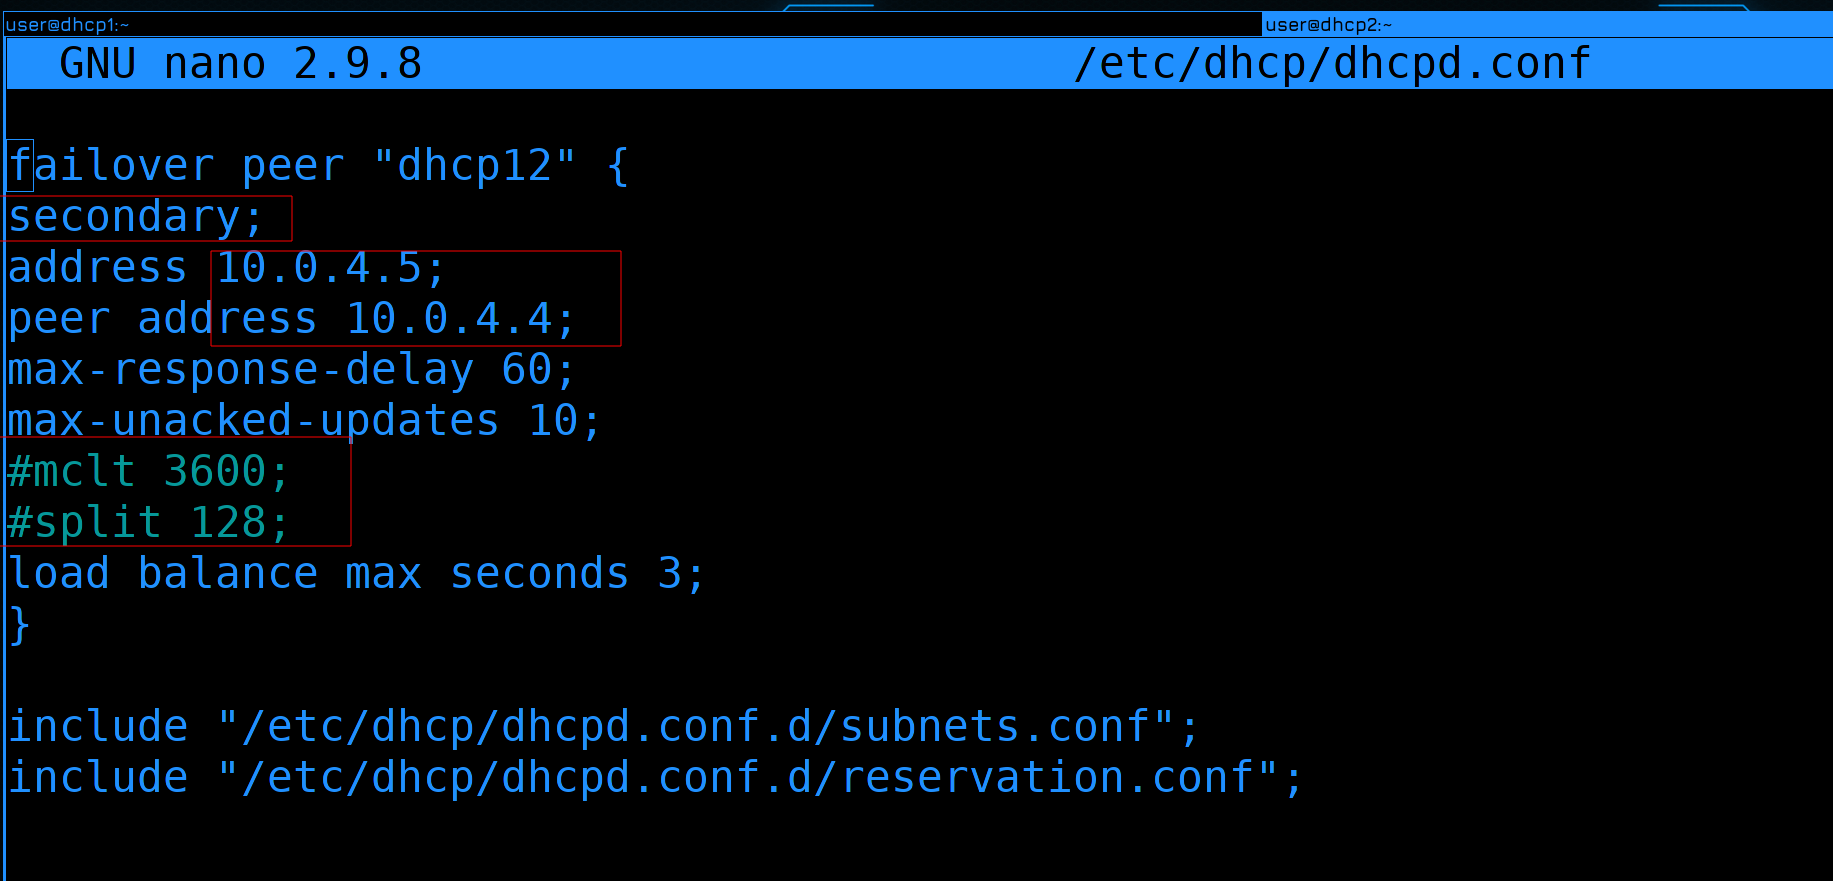 user@dhcp1:~ user@dhcp2:~
GNU nano 2.9.8 /etc/dhcp/dhcpd.conf
failover peer "dhcp12" {
secondary;
address 10.0.4.5;
peer address 10.0.4.4;
max-response-delay 60;
max-unacked-updates 10;
#mclt 3600;
#split 128;
load balance max seconds 3;
}
include "/etc/dhcp/dhcpd.conf.d/subnets.conf";
include "/etc/dhcp/dhcpd.conf.d/reservation.conf";